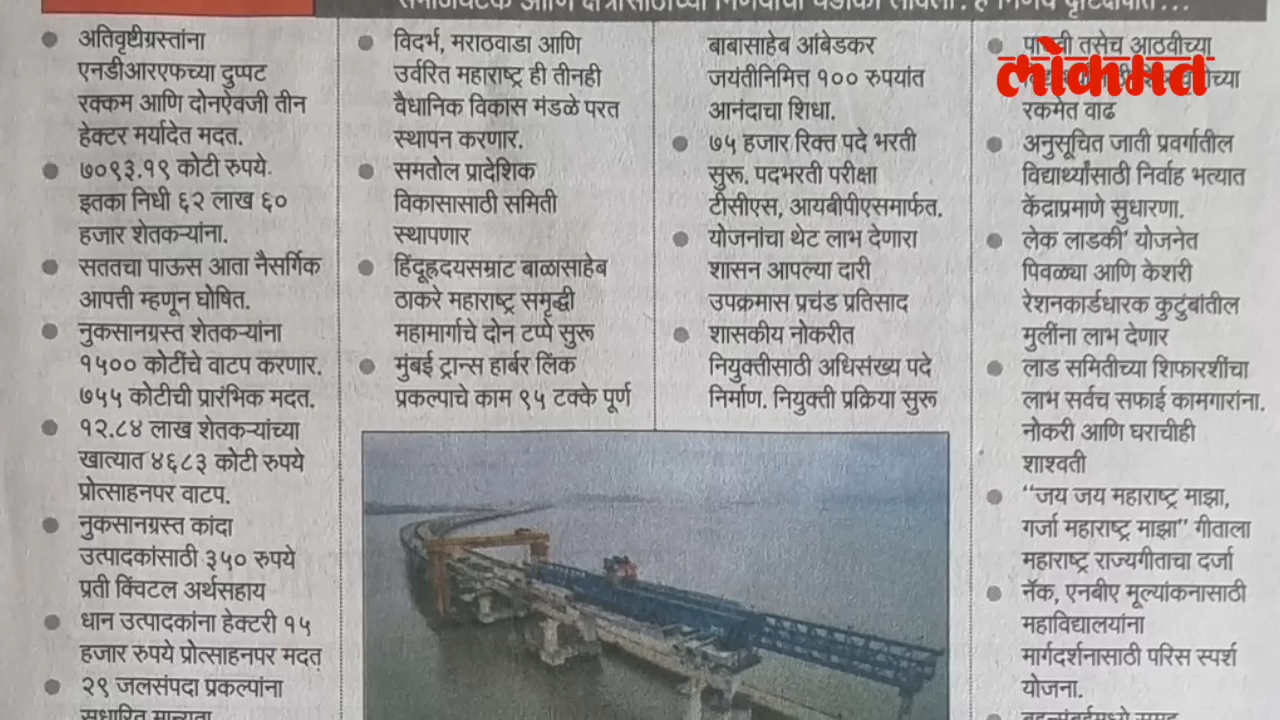 अतिवृष्टीग्रस्तांना
एनडीआरएफच्या दुप्पट
रक्कम आणि दोनऐवजी तीन
हेक्टर मर्यादेत मदत.
७०९३.१९ कोटी रुपये
इतका निधी ६२ लाख ६०
हजार शेतकऱ्यांना.
सततचा पाऊस आता नैसर्गिक
आपत्ती म्हणून घोषित.
नुकसानग्रस्त शेतकऱ्यांना
१५०० कोटींचे वाटप करणार.
७५५ कोटीची प्रारंभिक मदत.
१२.८४ लाख शेतकऱ्यांच्या
खात्यात ४६८३ कोटी रुपये
प्रोत्साहनपर वाटप.
नुकसानग्रस्त कांदा
उत्पादकांसाठी ३५० रुपये
प्रती क्विंटल अर्थसहाय
धान उत्पादकांना हेक्टरी १५
हजार रुपये प्रोत्साहनपर मदत
२९ जलसंपदा प्रकल्पांना
सुधारित मान्यता
विदर्भ, मराठवाडा आणि
उर्वरित महाराष्ट्र ही तीनही
वैधानिक विकास मंडळे परत
स्थापन करणार.
समतोल प्रादेशिक
विकासासाठी समिती
स्थापणार
हिंदूहृदयसम्राट बाळासाहेब
ठाकरे महाराष्ट्र समृद्धी
महामार्गाचे दोन टप्पे सुरू
मुंबई ट्रान्स हार्बर लिंक
प्रकल्पाचे काम ९५ टक्के पूर्ण
बाबासाहेब आंबेडकर
जयंतीनिमित्त १०० रुपयांत
आनंदाचा शिधा.
७५ हजार रिक्त पदे भरती
सुरू. पदभरती परीक्षा
टीसीएस, आयबीपीएसमार्फत.
योजनांचा थेट लाभ देणारा
शासन आपल्या दारी
उपक्रमास प्रचंड प्रतिसाद
शासकीय नोकरीत
नियुक्तीसाठी अधिसंख्य पदे
निर्माण. नियुक्ती प्रक्रिया सुरू
लोकमत
तसेच आठवीच्या
रकमेत वाढ
अनुसूचित जाती प्रवर्गातील
विद्यार्थ्यांसाठी निर्वाह भत्यात
केंद्राप्रमाणे सुधारणा.
लेक लाडकी' योजनेत
पिवळ्या आणि केशरी
रेशनकार्डधारक कुटुंबांतील
मुलींना लाभ देणार
लाड समितीच्या शिफारशींचा
लाभ सर्वच सफाई कामगारांना.
नोकरी आणि घराचीही
शाश्वती
“जय जय महाराष्ट्र माझा,
गर्जा महाराष्ट्र माझा” गीताला
महाराष्ट्र राज्यगीताचा दर्जा
नॅक, एनबीए मूल्यांकनासाठी
महाविद्यालयांना
मार्गदर्शनासाठी परिस स्पर्श
योजना.